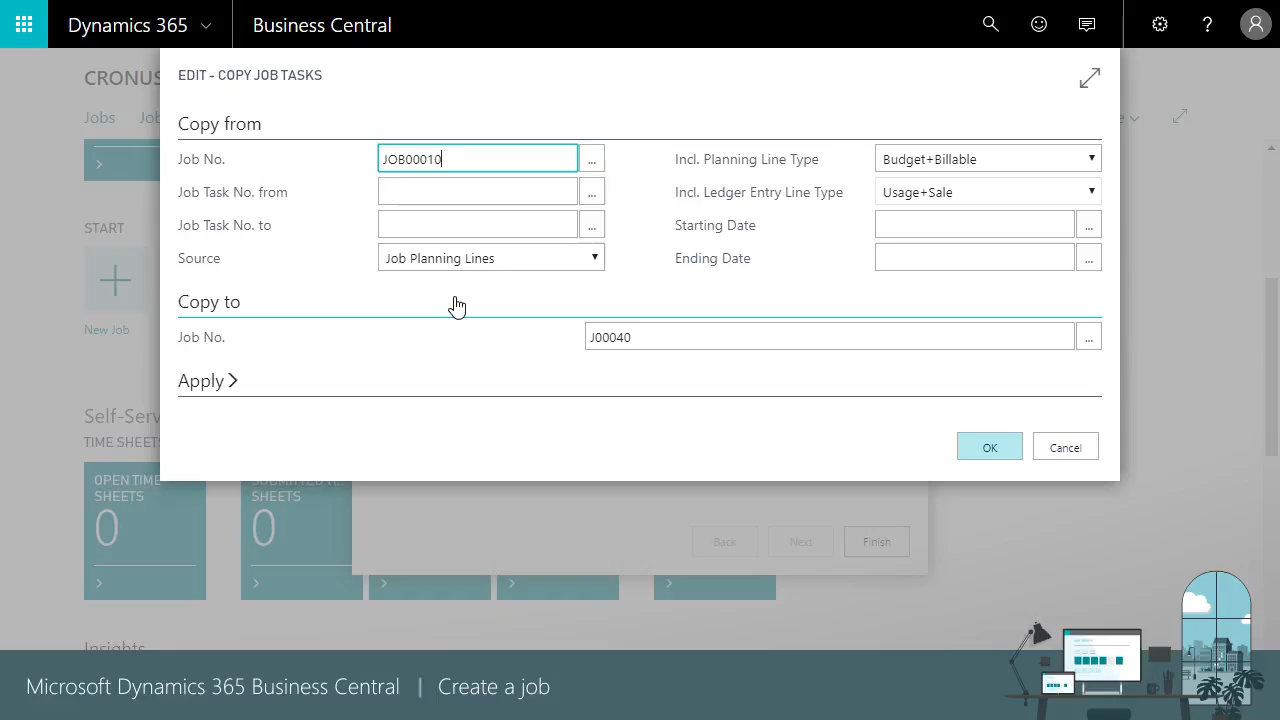 Dynamics 365 Business Central
CRONUS
EDIT - COPY JOB TASKS
Jobs
Copy from
Job No. JOB00010 ... Incl. Planning Line Type Budget+Billable
Job Task No. from ... Incl. Ledger Entry Line Type Usage+Sale
Job Task No. to ... Starting Date ...
Source Job Planning Lines Ending Date ...
START
New Job
Copy to
Job No. J00040 ...
Apply
OK Cancel
Self-Serv
TIME SHEETS
OPEN TIME
SHEETS
0
SHEETS
0
Back Next Finish
Insights
Microsoft Dynamics 365 Business Central | Create a job